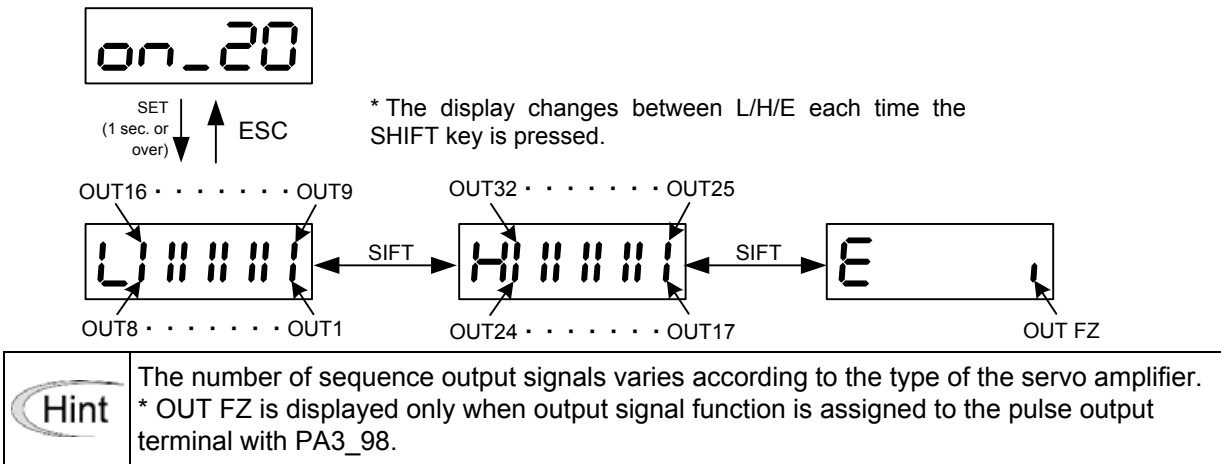 on_20
SET
(1 sec. or
over)
ESC
* The display changes between L/H/E each time the
SHIFT key is pressed.
OUT16・・・・・・・OUT9
OUT32・・・・・・・OUT25
L
SIFT
H
SIFT
E
OUT8・・・・・・・OUT1
OUT24・・・・・・・OUT17
OUT FZ
Hint
The number of sequence output signals varies according to the type of the servo amplifier.
* OUT FZ is displayed only when output signal function is assigned to the pulse output
terminal with PA3_98.